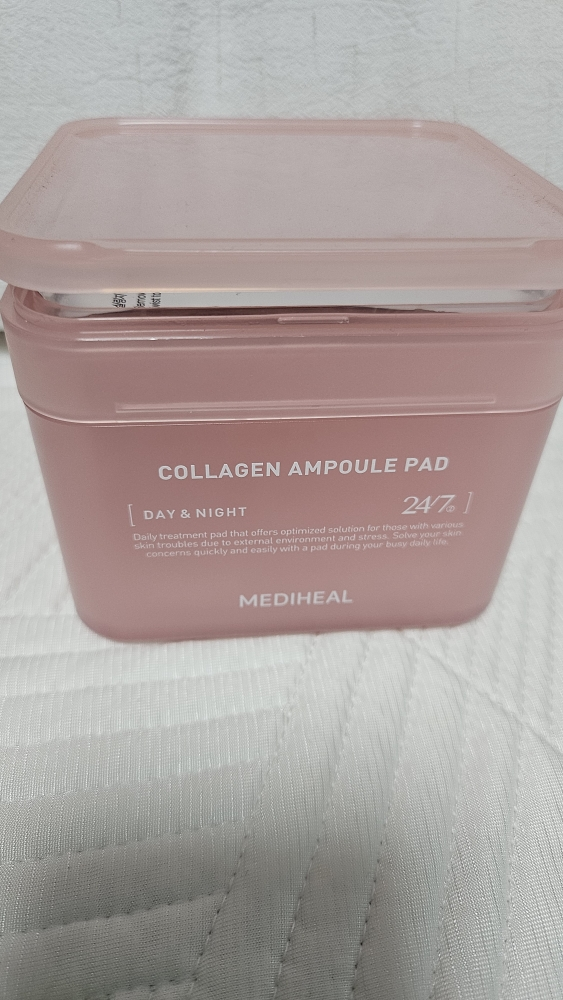 COLLAGEN AMPOULE PAD
[ DAY & NIGHT 24/7 ]
Daily treatment pad that offers optimized solution for those with various
skin troubles due to external environment and stress. Solve your skin
concerns quickly and easily with a pad during your busy daily life.
MEDIHEAL